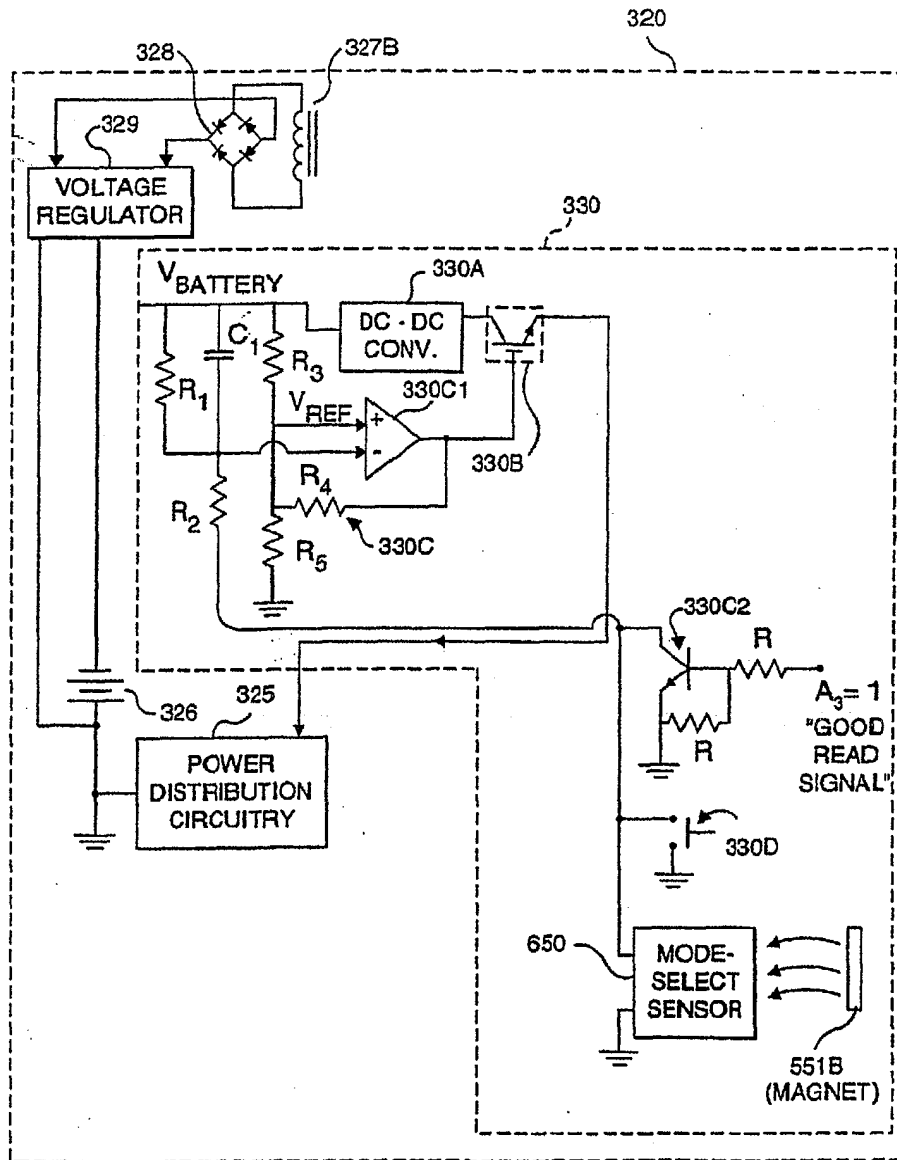 320
328
327B
329
VOLTAGE
REGULATOR
330
V BATTERY
330A
DC - DC
CONV.
C1
R3
R1
330C1
VREF
+
-
330B
R4
R2
330C
R5
330C2
R
A3 = 1
"GOOD
READ
SIGNAL"
R
326
325
POWER
DISTRIBUTION
CIRCUITRY
330D
650
MODE-
SELECT
SENSOR
551B
(MAGNET)